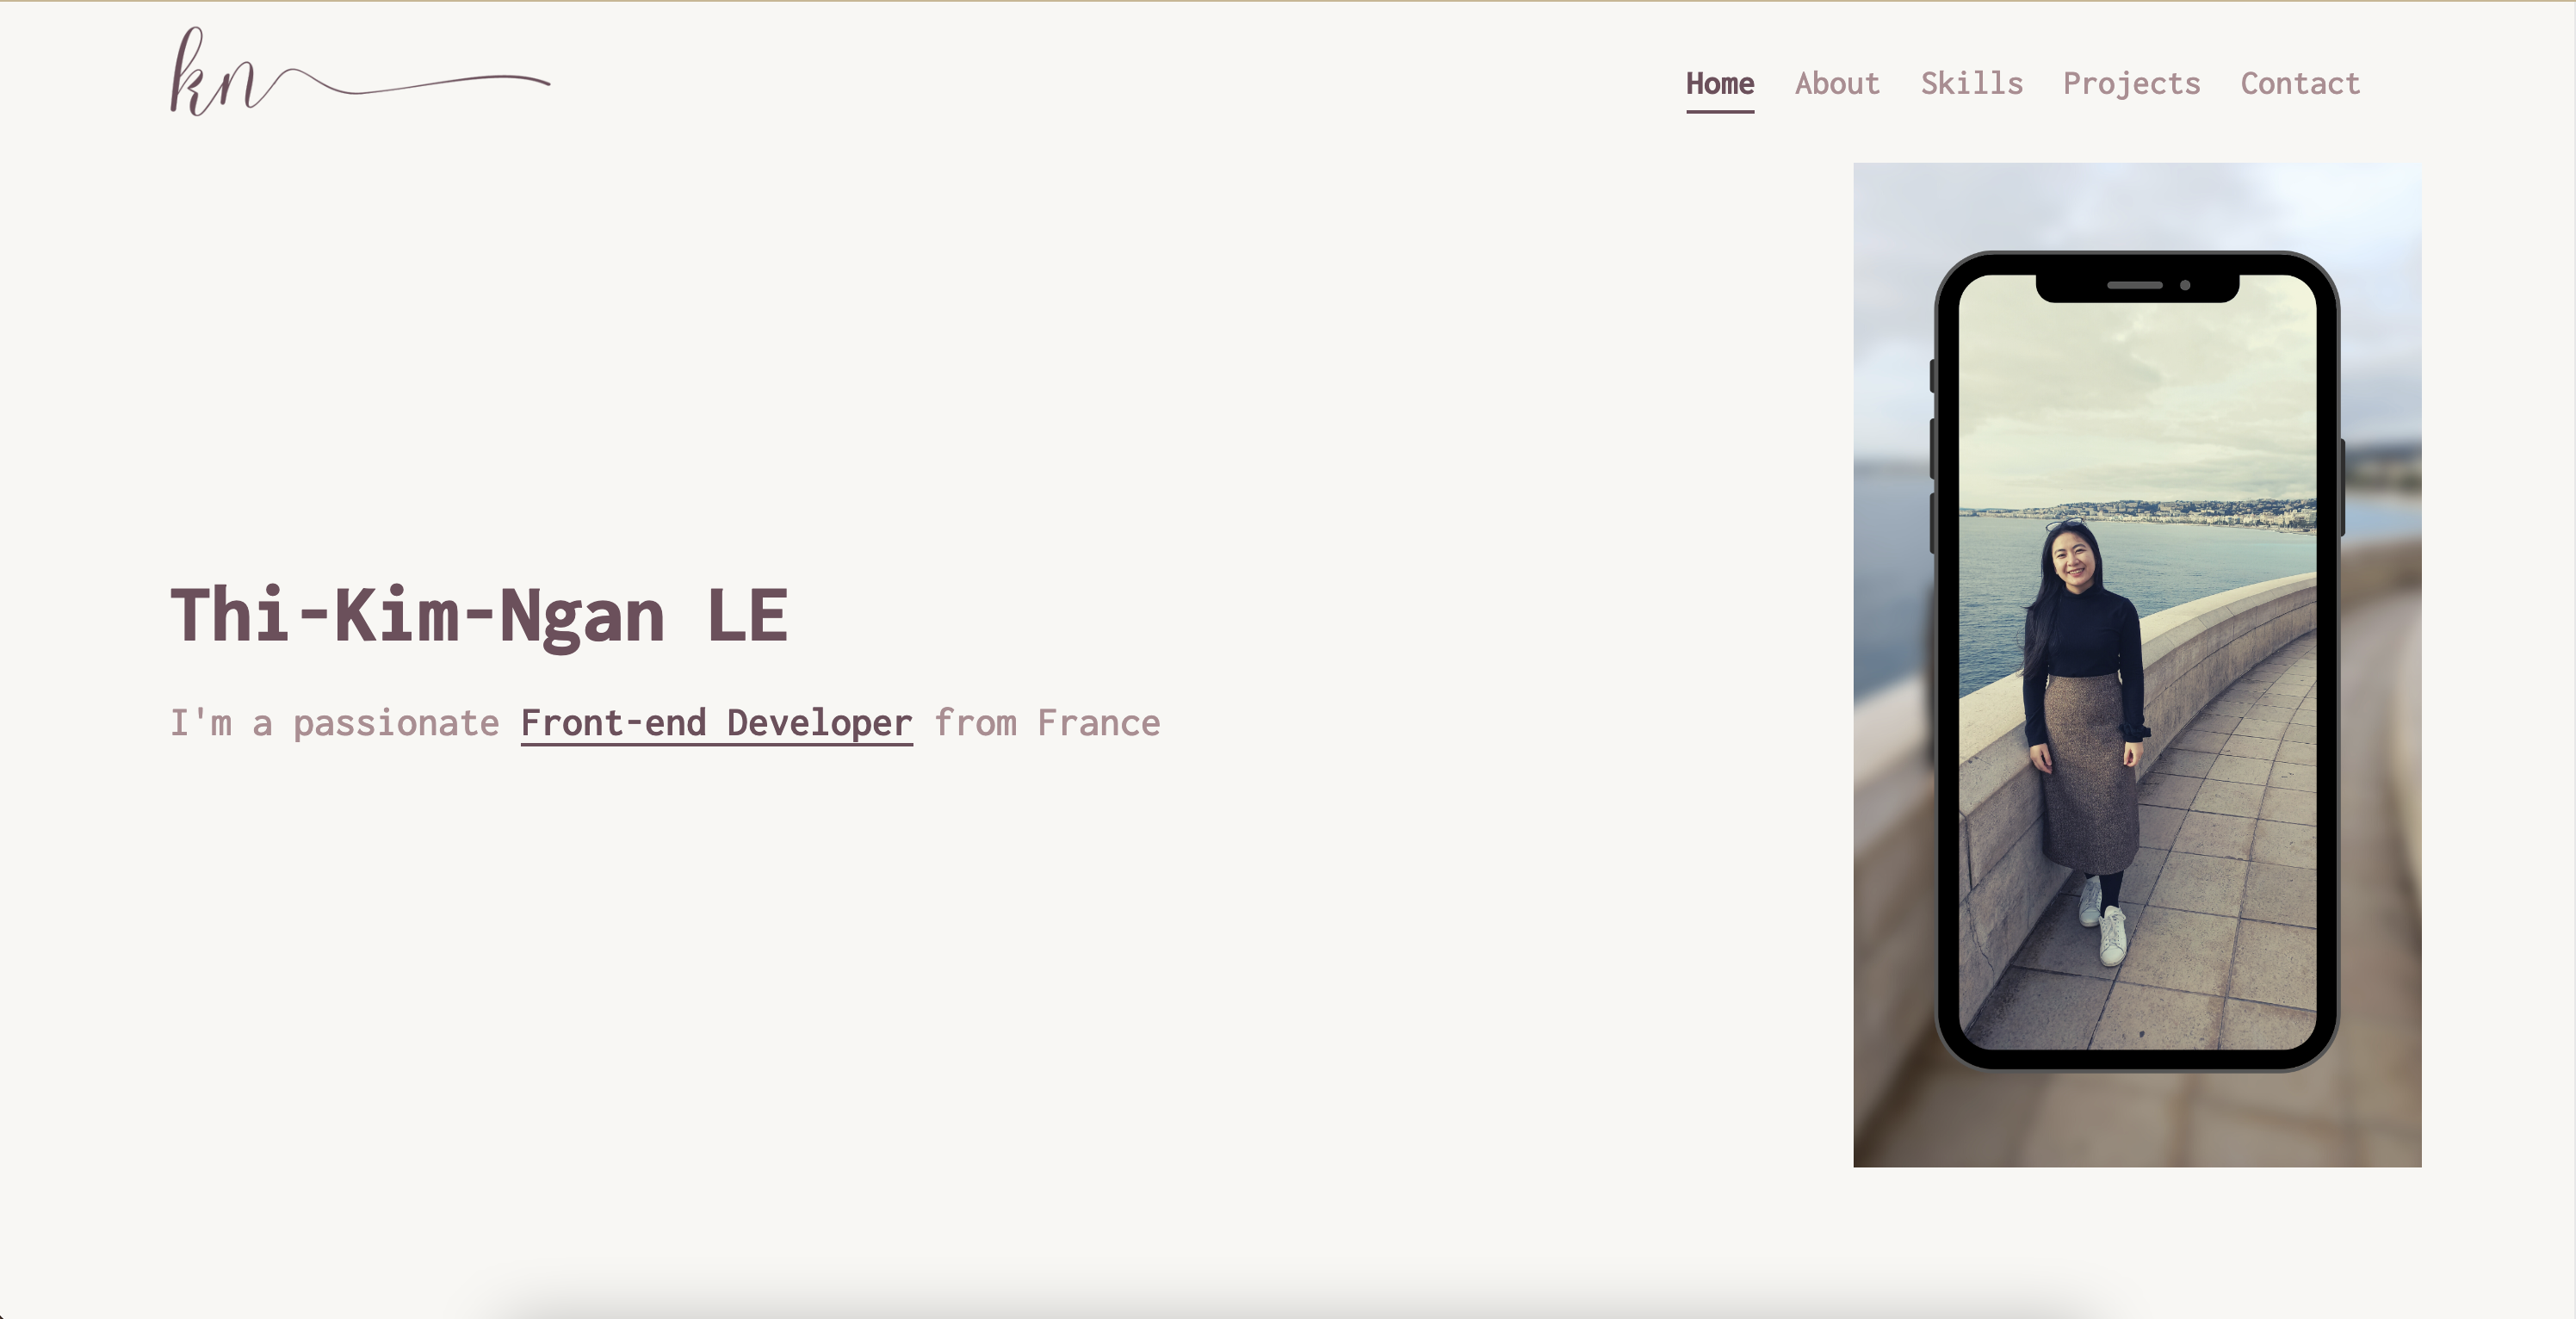 kn
Home About Skills Projects Contact
Thi-Kim-Ngan LE
I'm a passionate Front-end Developer from France